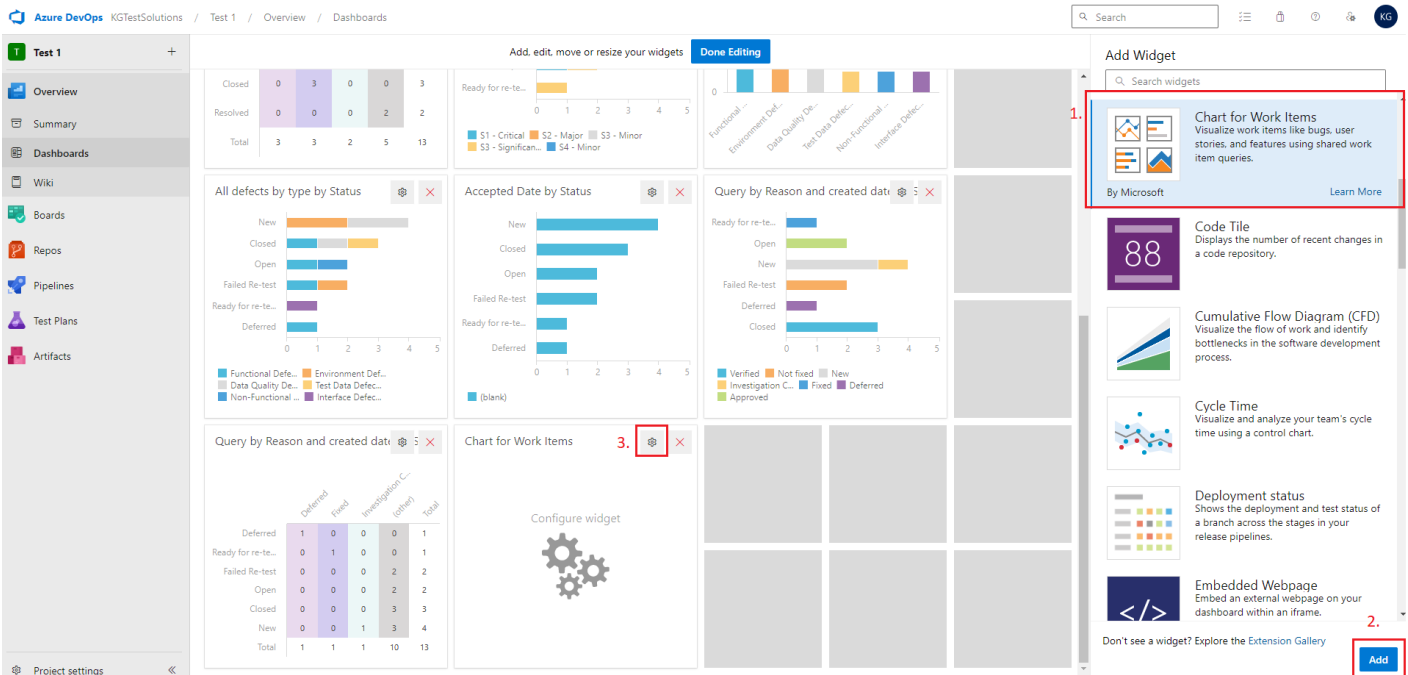 Azure DevOps KGTestSolutions / Test 1 / Overview / Dashboards
Search
KG
T Test 1 +
Overview
Summary
Dashboards
Wiki
Boards
Repos
Pipelines
Test Plans
Artifacts
Project settings
Add, edit, move or resize your widgets Done Editing
Closed 0 3 0 0 3
Resolved 0 0 0 2 2
Total 3 3 2 5 13
Ready for re-te...
0 1 2 3 4 5
S1 - Critical S2 - Major S3 - Minor
S3 - Significan... S4 - Minor
0
Functional ... Environment Def... Data Quality De... Test Data Defec... Non-Functional ... Interface Defec...
All defects by type by Status
New
Closed
Open
Failed Re-test
Ready for re-te...
Deferred
0 1 2 3 4 5
Functional Defe... Environment Def...
Data Quality De... Test Data Defec...
Non-Functional ... Interface Defec...
Accepted Date by Status
New
Closed
Open
Failed Re-test
Ready for re-te...
Deferred
0 1 2 3 4 5
(blank)
Query by Reason and created date
Ready for re-te...
Open
New
Failed Re-test
Deferred
Closed
0 1 2 3 4 5
Verified Not fixed New
Investigation C... Fixed Deferred
Approved
Query by Reason and created date
Deferred Fixed Investigation C... (other) Total
Deferred 1 0 0 0 1
Ready for re-te... 0 1 0 0 1
Failed Re-test 0 0 0 2 2
Open 0 0 0 2 2
Closed 0 0 0 3 3
New 0 0 1 3 4
Total 1 1 1 10 13
Chart for Work Items 3.
Configure widget
Add Widget
Search widgets
1.
Chart for Work Items
Visualize work items like bugs, user
stories, and features using shared work
item queries.
By Microsoft Learn More
88
Code Tile
Displays the number of recent changes in
a code repository.
Cumulative Flow Diagram (CFD)
Visualize the flow of work and identify
bottlenecks in the software development
process.
Cycle Time
Visualize and analyze your team's cycle
time using a control chart.
Deployment status
Shows the deployment and test status of
a branch across the stages in your
release pipelines.
</>
Embedded Webpage
Embed an external webpage on your
dashboard within an iframe.
2.
Don't see a widget? Explore the Extension Gallery
Add